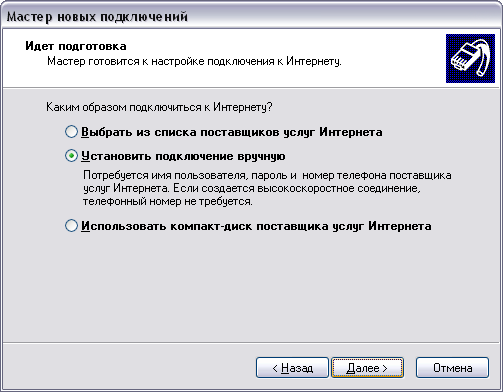 Мастер новых подключений
Идет подготовка
Мастер готовится к настройке подключения к Интернету.
Каким образом подключиться к Интернету?
Выбрать из списка поставщиков услуг Интернета
Установить подключение вручную
Потребуется имя пользователя, пароль и номер телефона поставщика
услуг Интернета. Если создается высокоскоростное соединение,
телефонный номер не требуется.
Использовать компакт-диск поставщика услуг Интернета
< Назад
Далее >
Отмена